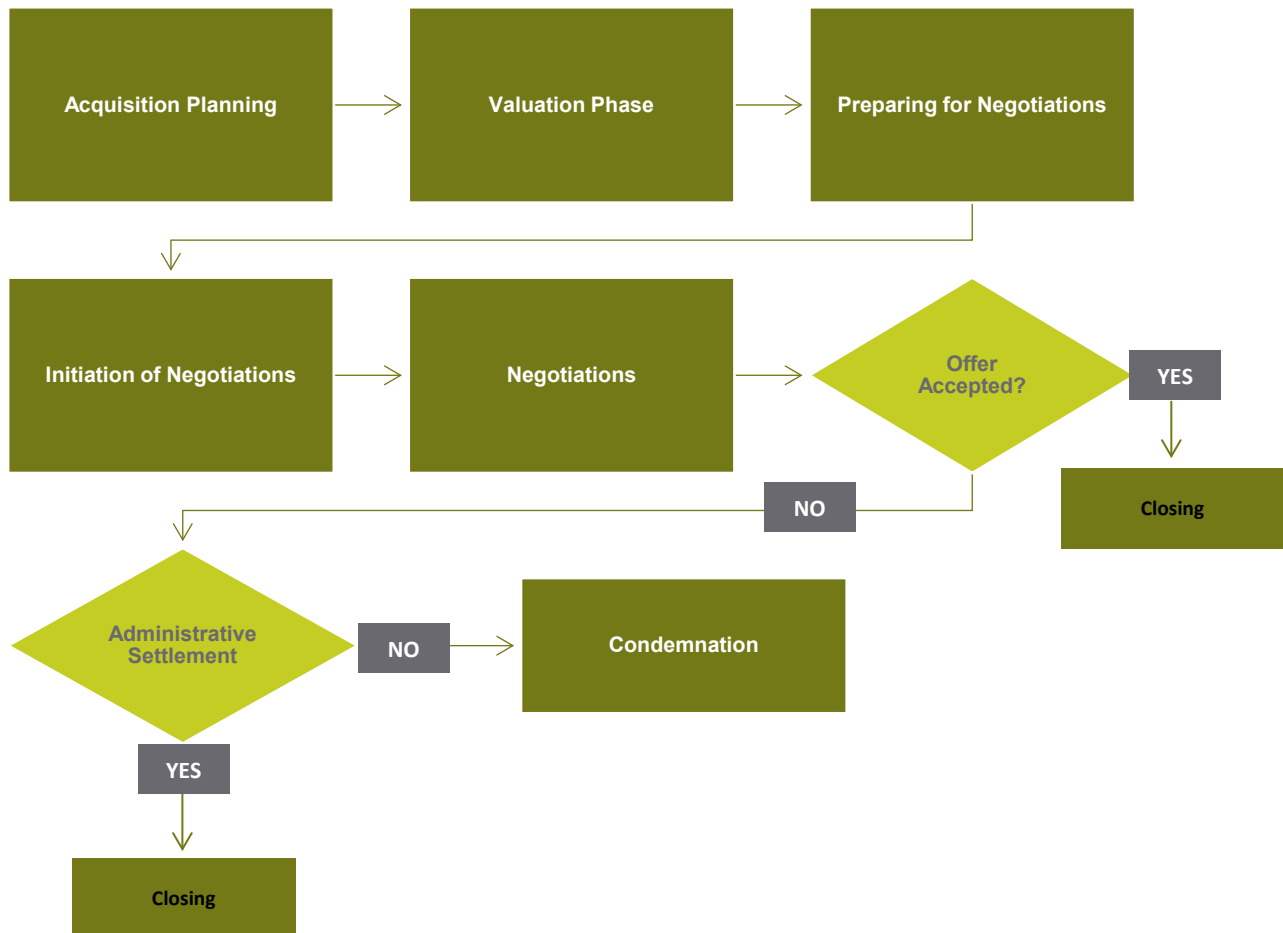 Acquisition Planning
Valuation Phase
Preparing for Negotiations
Initiation of Negotiations
Negotiations
Offer
Accepted?
YES
Closing
NO
Administrative
Settlement
NO
Condemnation
YES
Closing